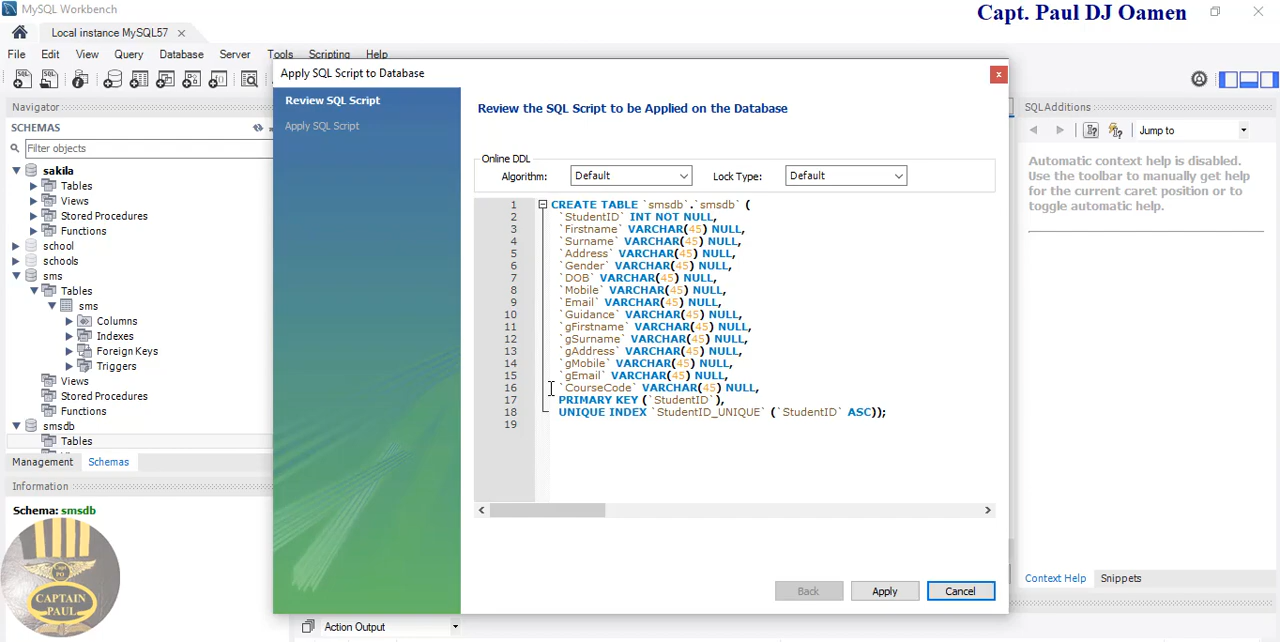 MySQL Workbench
Capt. Paul DJ Oamen
Local instance MySQL57
File Edit View Query Database Server Tools Scripting Help
Navigator
SCHEMAS
Filter objects
sakila
Tables
Views
Stored Procedures
Functions
school
schools
sms
Tables
sms
Columns
Indexes
Foreign Keys
Triggers
Views
Stored Procedures
Functions
smsdb
Tables
Management Schemas
Information
Schema: smsdb
Capt
PO
CAPTAIN
PAUL
Apply SQL Script to Database
Review SQL Script
Apply SQL Script
Review the SQL Script to be Applied on the Database
Online DDL
Algorithm: Default Lock Type: Default
1 CREATE TABLE `smsdb`.`smsdb` (
2 `StudentID` INT NOT NULL,
3 `Firstname` VARCHAR(45) NULL,
4 `Surname` VARCHAR(45) NULL,
5 `Address` VARCHAR(45) NULL,
6 `Gender` VARCHAR(45) NULL,
7 `DOB` VARCHAR(45) NULL,
8 `Mobile` VARCHAR(45) NULL,
9 `Email` VARCHAR(45) NULL,
10 `Guidance` VARCHAR(45) NULL,
11 `gFirstname` VARCHAR(45) NULL,
12 `gSurname` VARCHAR(45) NULL,
13 `gAddress` VARCHAR(45) NULL,
14 `gMobile` VARCHAR(45) NULL,
15 `gEmail` VARCHAR(45) NULL,
16 `CourseCode` VARCHAR(45) NULL,
17 PRIMARY KEY (`StudentID`),
18 UNIQUE INDEX `StudentID_UNIQUE` (`StudentID` ASC));
19
Back Apply Cancel
Action Output
SQLAdditions
Jump to
Automatic context help is disabled.
Use the toolbar to manually get help
for the current caret position or to
toggle automatic help.
Context Help Snippets